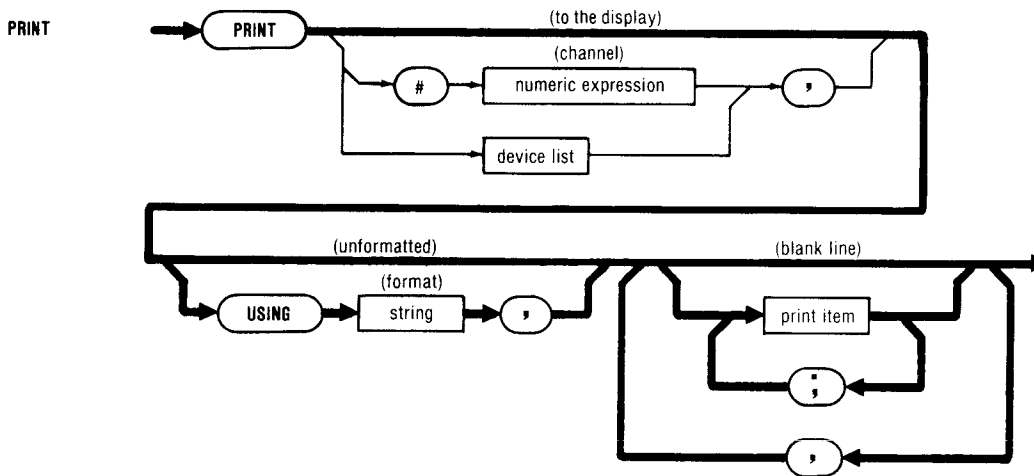 PRINT
PRINT
(to the display)
(channel)
#
numeric expression
,
device list
(unformatted)
(blank line)
(format)
USING
string
,
print item
;
,